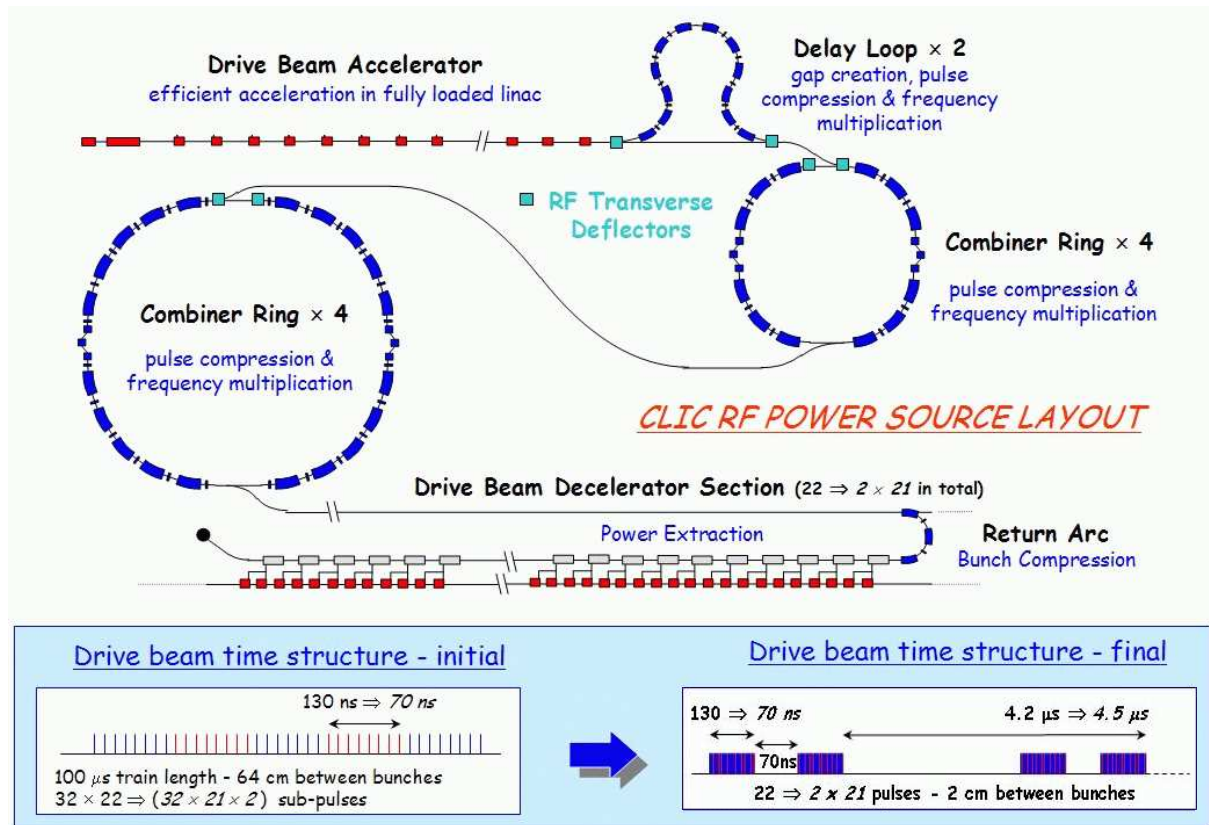 Drive Beam Accelerator
efficient acceleration in fully loaded linac
Delay Loop × 2
gap creation, pulse
compression & frequency
multiplication
RF Transverse
Deflectors
Combiner Ring × 4
pulse compression &
frequency multiplication
Combiner Ring × 4
pulse compression &
frequency multiplication
CLIC RF POWER SOURCE LAYOUT
Drive Beam Decelerator Section (22 ⇒ 2 × 21 in total)
Power Extraction
Return Arc
Bunch Compression
Drive beam time structure - initial
130 ns ⇒ 70 ns
100 µs train length - 64 cm between bunches
32 × 22 ⇒ (32 × 21 × 2) sub-pulses
Drive beam time structure - final
130 ⇒ 70 ns
4.2 µs ⇒ 4.5 µs
70ns
22 ⇒ 2 x 21 pulses - 2 cm between bunches